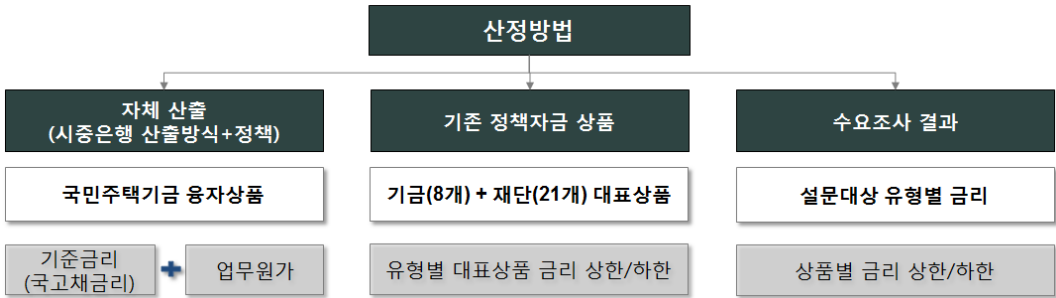 산정방법
자체 산출
(시중은행 산출방식+정책)
기존 정책자금 상품
수요조사 결과
국민주택기금 융자상품
기금(8개) + 재단(21개) 대표상품
설문대상 유형별 금리
기준금리
(국고채금리)
업무원가
유형별 대표상품 금리 상한/하한
상품별 금리 상한/하한